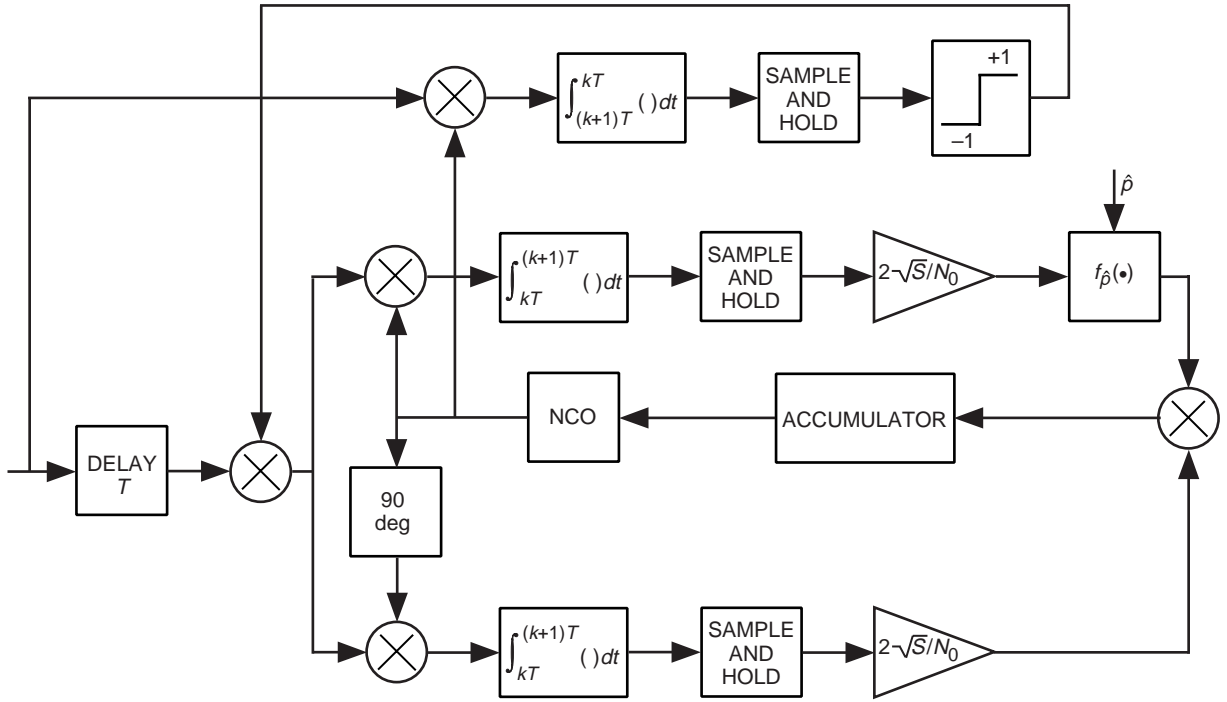 +1
∫ kT (k+1)T ( ) dt
SAMPLE
AND
HOLD
–1
p̂
∫ (k+1)T kT ( ) dt
SAMPLE
AND
HOLD
2√S/N₀
f_p̂(•)
NCO
ACCUMULATOR
DELAY
T
90
deg
∫ (k+1)T kT ( ) dt
SAMPLE
AND
HOLD
2√S/N₀